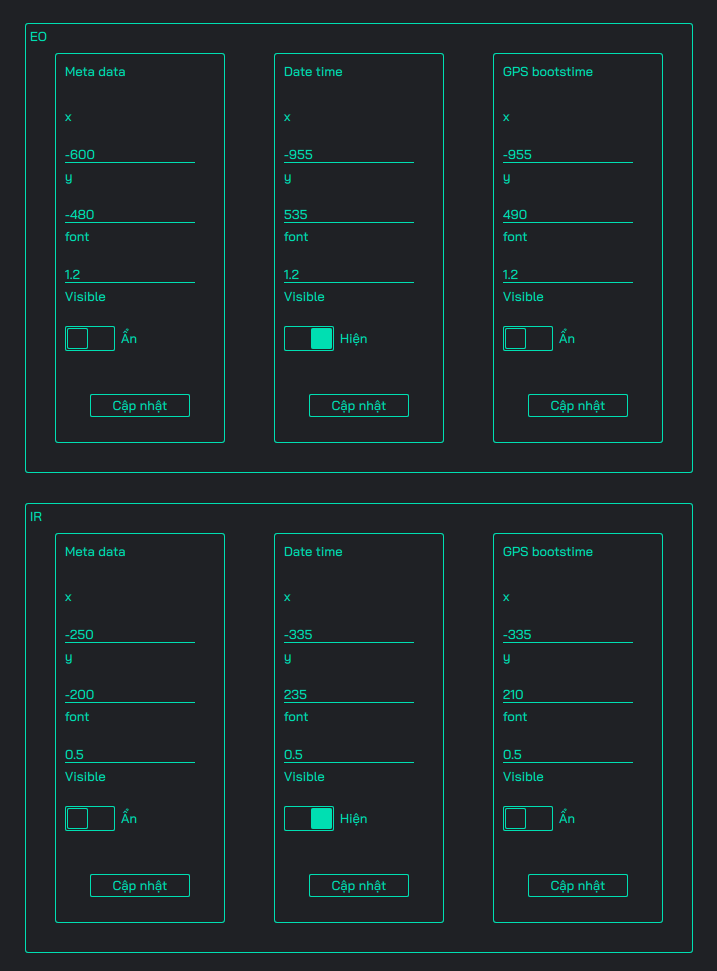 EO
Meta data
x
-600
y
-480
font
1.2
Visible
Ẩn
Cập nhật
Date time
x
-955
y
535
font
1.2
Visible
Hiện
Cập nhật
GPS bootstime
x
-955
y
490
font
1.2
Visible
Ẩn
Cập nhật
IR
Meta data
x
-250
y
-200
font
0.5
Visible
Ẩn
Cập nhật
Date time
x
-335
y
235
font
0.5
Visible
Hiện
Cập nhật
GPS bootstime
x
-335
y
210
font
0.5
Visible
Ẩn
Cập nhật